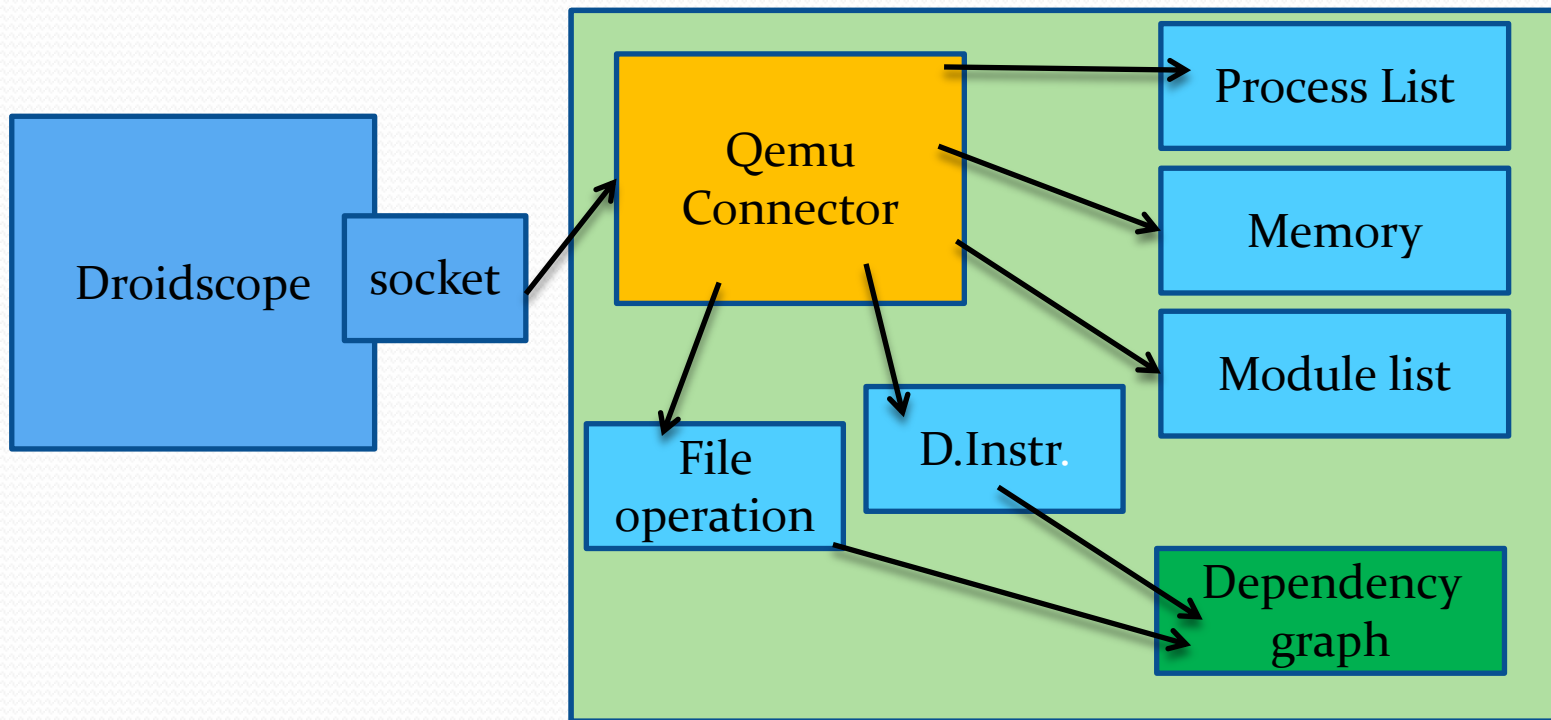 Droidscope
socket
Qemu
Connector
Process List
Memory
Module list
File
operation
D.Instr.
Dependency
graph